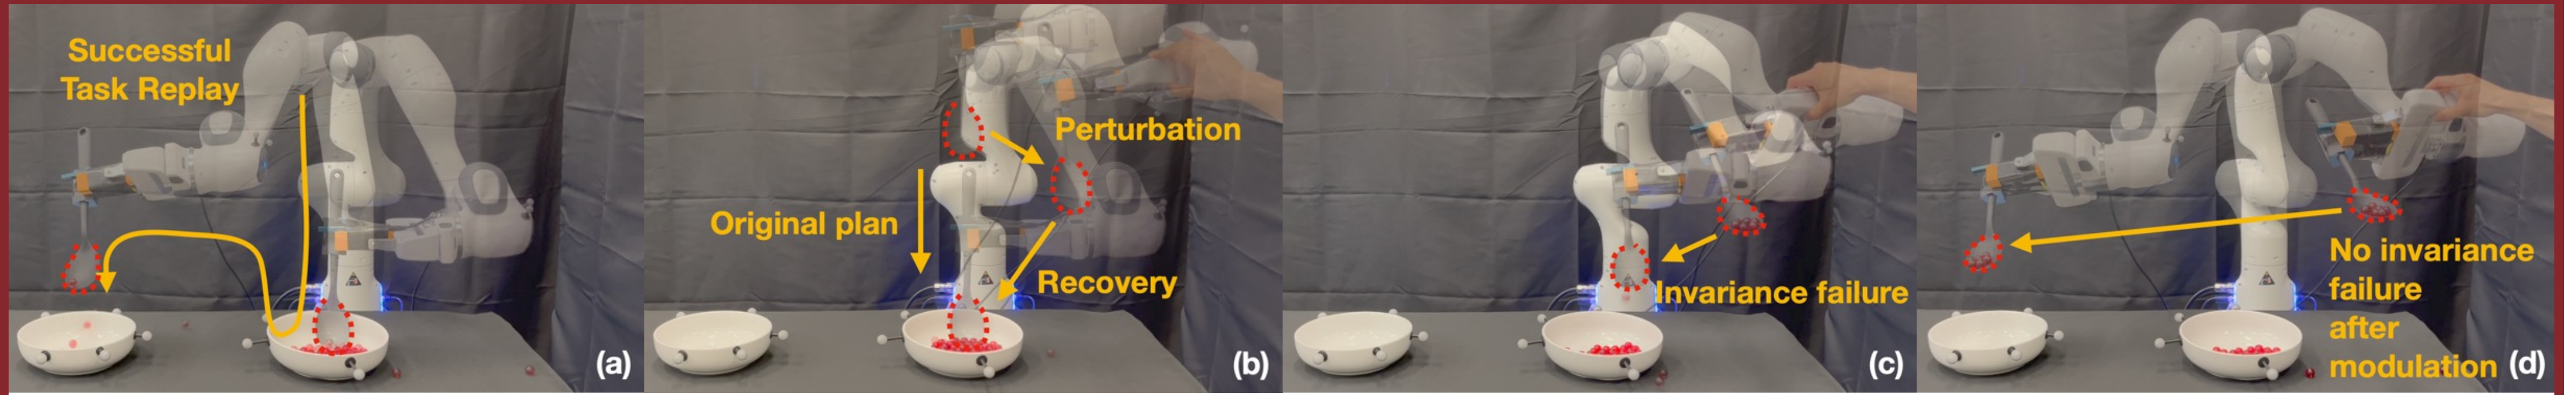 Successful
Task Replay
(a)
Perturbation
Original plan
Recovery
(b)
Invariance failure
(c)
No invariance
failure
after
modulation
(d)